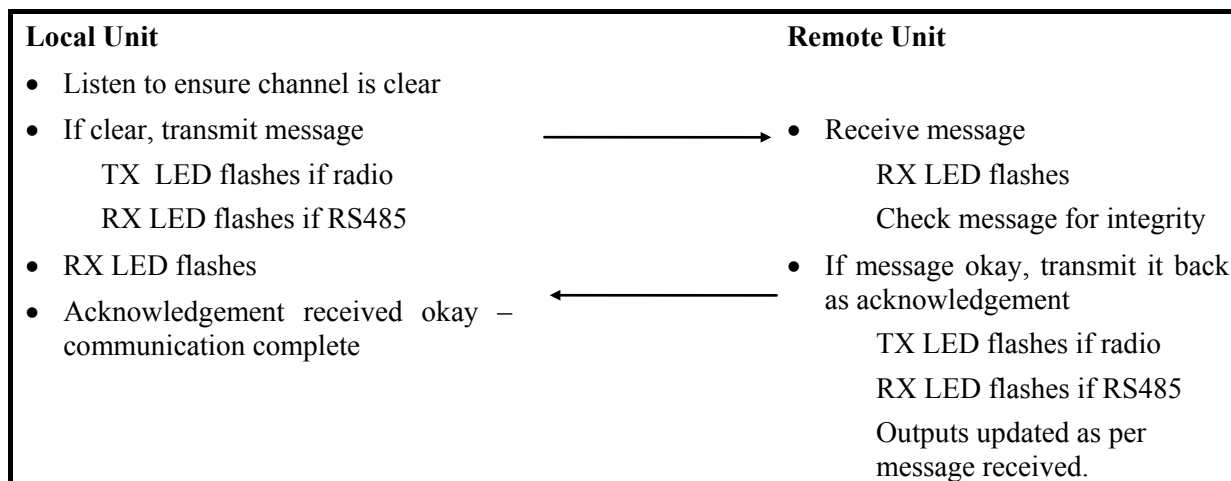 Local Unit
• Listen to ensure channel is clear
• If clear, transmit message
TX LED flashes if radio
RX LED flashes if RS485
• RX LED flashes
• Acknowledgement received okay –
communication complete
Remote Unit
• Receive message
RX LED flashes
Check message for integrity
• If message okay, transmit it back
as acknowledgement
TX LED flashes if radio
RX LED flashes if RS485
Outputs updated as per
message received.